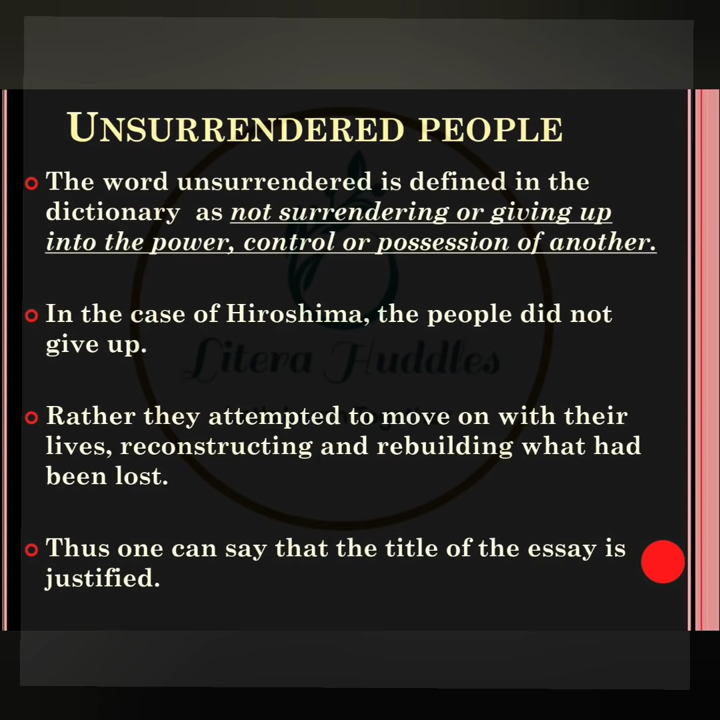 UNSURRENDERED PEOPLE
The word unsurrendered is defined in the
dictionary as not surrendering or giving up
into the power, control or possession of another.
In the case of Hiroshima, the people did not
give up.
Litera Huddles
Rather they attempted to move on with their
lives, reconstructing and rebuilding what had
been lost.
Thus one can say that the title of the essay is
justified.